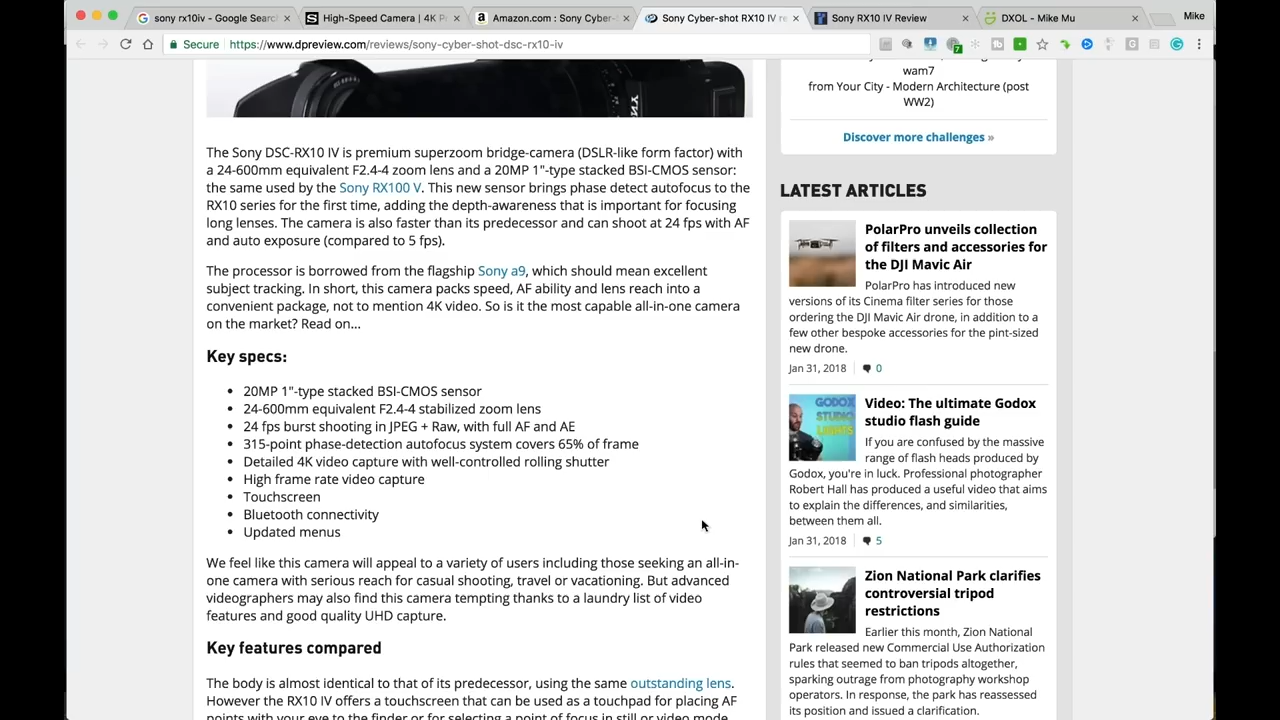 sony rx10iv - Google Searc
High-Speed Camera | 4K P
Amazon.com : Sony Cyber-
Sony Cyber-shot RX10 IV re
Sony RX10 IV Review
DXOL - Mike Mu
Mike
Secure
https://www.dpreview.com/reviews/sony-cyber-shot-dsc-rx10-iv
7
The Sony DSC-RX10 IV is premium superzoom bridge-camera (DSLR-like form factor) with
a 24-600mm equivalent F2.4-4 zoom lens and a 20MP 1"-type stacked BSI-CMOS sensor:
the same used by the Sony RX100 V. This new sensor brings phase detect autofocus to the
RX10 series for the first time, adding the depth-awareness that is important for focusing
long lenses. The camera is also faster than its predecessor and can shoot at 24 fps with AF
and auto exposure (compared to 5 fps).
The processor is borrowed from the flagship Sony a9, which should mean excellent
subject tracking. In short, this camera packs speed, AF ability and lens reach into a
convenient package, not to mention 4K video. So is it the most capable all-in-one camera
on the market? Read on...
Key specs:
• 20MP 1"-type stacked BSI-CMOS sensor
• 24-600mm equivalent F2.4-4 stabilized zoom lens
• 24 fps burst shooting in JPEG + Raw, with full AF and AE
• 315-point phase-detection autofocus system covers 65% of frame
• Detailed 4K video capture with well-controlled rolling shutter
• High frame rate video capture
• Touchscreen
• Bluetooth connectivity
• Updated menus
We feel like this camera will appeal to a variety of users including those seeking an all-in-
one camera with serious reach for casual shooting, travel or vacationing. But advanced
videographers may also find this camera tempting thanks to a laundry list of video
features and good quality UHD capture.
Key features compared
The body is almost identical to that of its predecessor, using the same outstanding lens.
However the RX10 IV offers a touchscreen that can be used as a touchpad for placing AF
points with your eye to the finder or for selecting a point of focus in still or video mode.
wam7
from Your City - Modern Architecture (post
WW2)
Discover more challenges »
LATEST ARTICLES
PolarPro unveils collection
of filters and accessories for
the DJI Mavic Air
PolarPro has introduced new
versions of its Cinema filter series for those
ordering the DJI Mavic Air drone, in addition to a
few other bespoke accessories for the pint-sized
new drone.
Jan 31, 2018
0
GODOX
STUDIO
LIGHTS
Video: The ultimate Godox
studio flash guide
If you are confused by the massive
range of flash heads produced by
Godox, you're in luck. Professional photographer
Robert Hall has produced a useful video that aims
to explain the differences, and similarities,
between them all.
Jan 31, 2018
5
Zion National Park clarifies
controversial tripod
restrictions
Earlier this month, Zion National
Park released new Commercial Use Authorization
rules that seemed to ban tripods altogether,
sparking outrage from photography workshop
operators. In response, the park has reassessed
its position and issued a clarification.